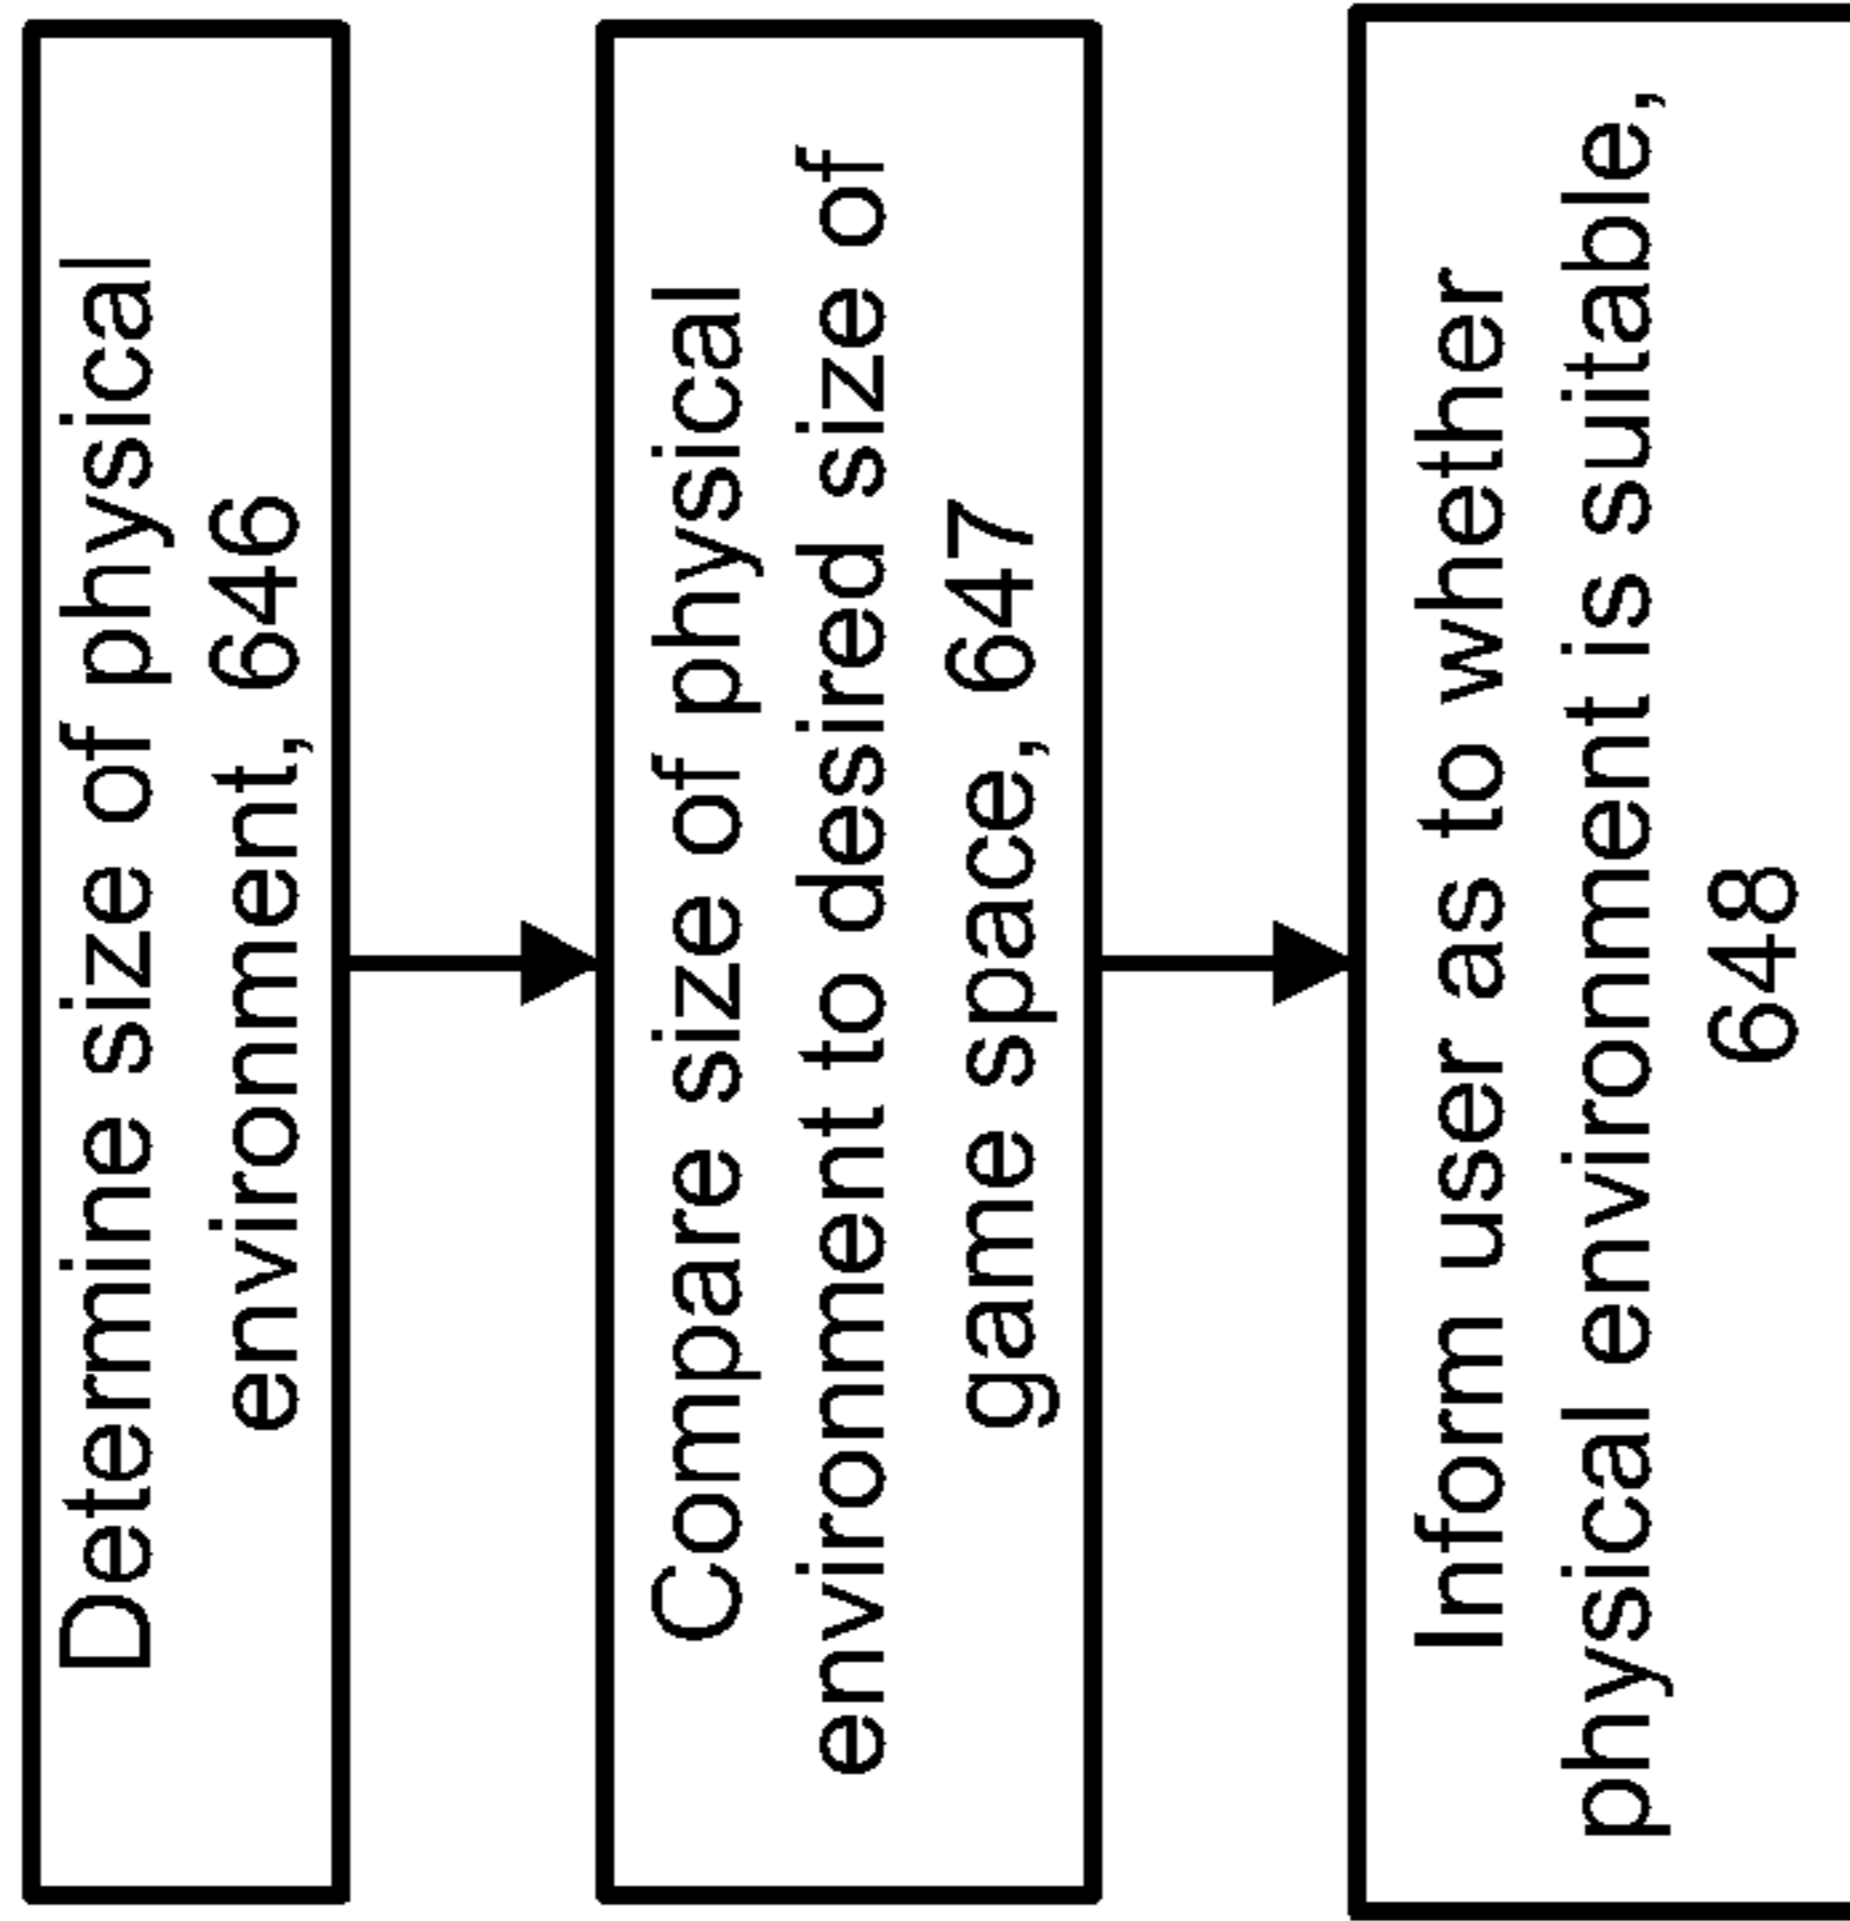 Determine size of physical
environment, 646
Compare size of physical
environment to desired size of
game space, 647
Inform user as to whether
physical environment is suitable,
648